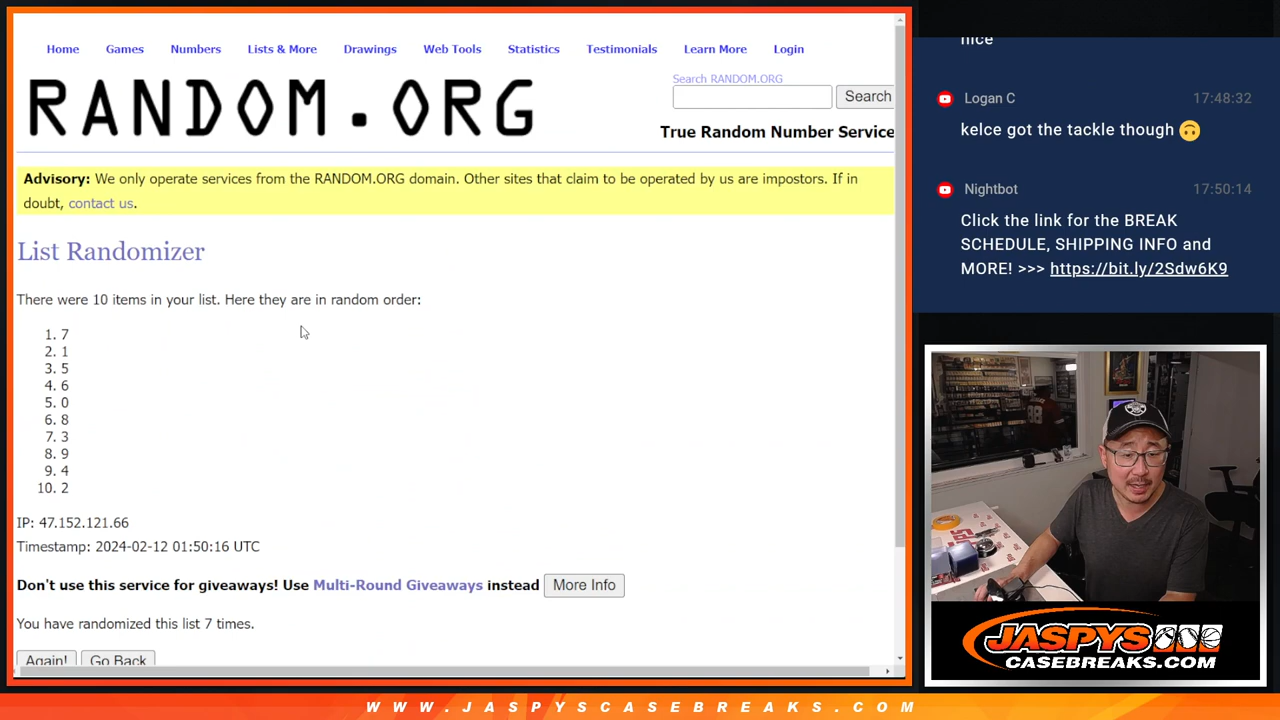 Home Games Numbers Lists & More Drawings Web Tools Statistics Testimonials Learn More Login
RANDOM.ORG
Search RANDOM.ORG
Search
True Random Number Service
Advisory: We only operate services from the RANDOM.ORG domain. Other sites that claim to be operated by us are impostors. If in
doubt, contact us.
List Randomizer
There were 10 items in your list. Here they are in random order:
1. 7
2. 1
3. 5
4. 6
5. 0
6. 8
7. 3
8. 9
9. 4
10. 2
IP: 47.152.121.66
Timestamp: 2024-02-12 01:50:16 UTC
Don't use this service for giveaways! Use Multi-Round Giveaways instead More Info
You have randomized this list 7 times.
Again! Go Back
nice
Logan C 17:48:32
kelce got the tackle though 🙃
Nightbot 17:50:14
Click the link for the BREAK
SCHEDULE, SHIPPING INFO and
MORE! >>> https://bit.ly/2Sdw6K9
JASPYS
CASEBREAKS.COM
WWW.JASPYSCASEBREAKS.COM